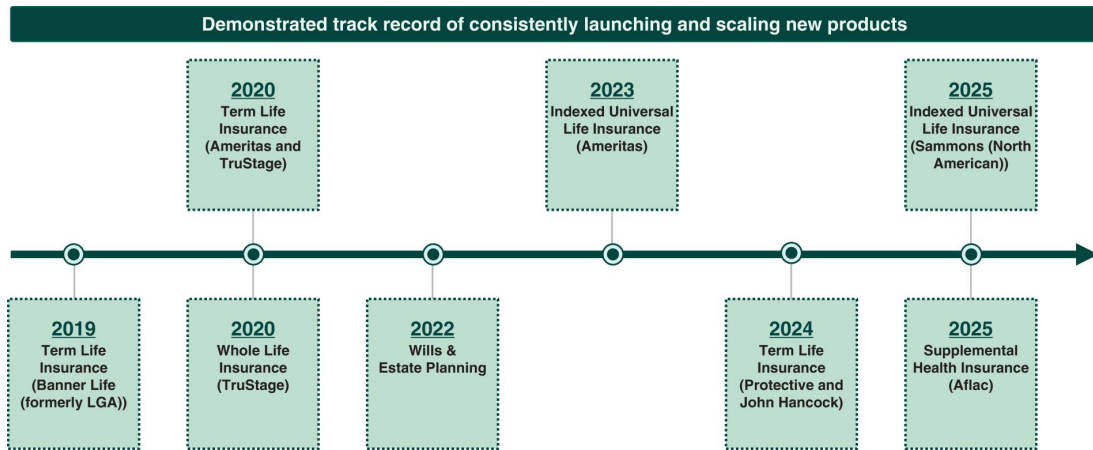 Demonstrated track record of consistently launching and scaling new products
2020
Term Life
Insurance
(Ameritas and
TruStage)
2023
Indexed Universal
Life Insurance
(Ameritas)
2025
Indexed Universal
Life Insurance
(Sammons (North
American))
2019
Term Life
Insurance
(Banner Life
(formerly LGA))
2020
Whole Life
Insurance
(TruStage)
2022
Wills &
Estate Planning
2024
Term Life
Insurance
(Protective and
John Hancock)
2025
Supplemental
Health Insurance
(Aflac)